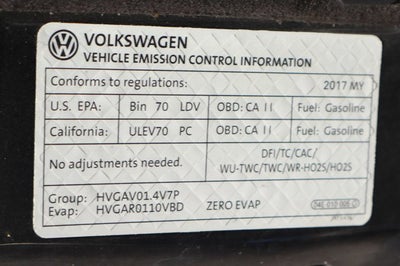 VOLKSWAGEN
VEHICLE EMISSION CONTROL INFORMATION
Conforms to regulations: 2017 MY
U.S. EPA: Bin 70 LDV OBD: CA II Fuel: Gasoline
California: ULEV70 PC OBD: CA II Fuel: Gasoline
No adjustments needed.
DFI/TC/CAC/
WU-TWC/TWC/WR-HO2S/HO2S
Group: HVGAV01.4V7P
Evap: HVGAR0110VBD ZERO EVAP